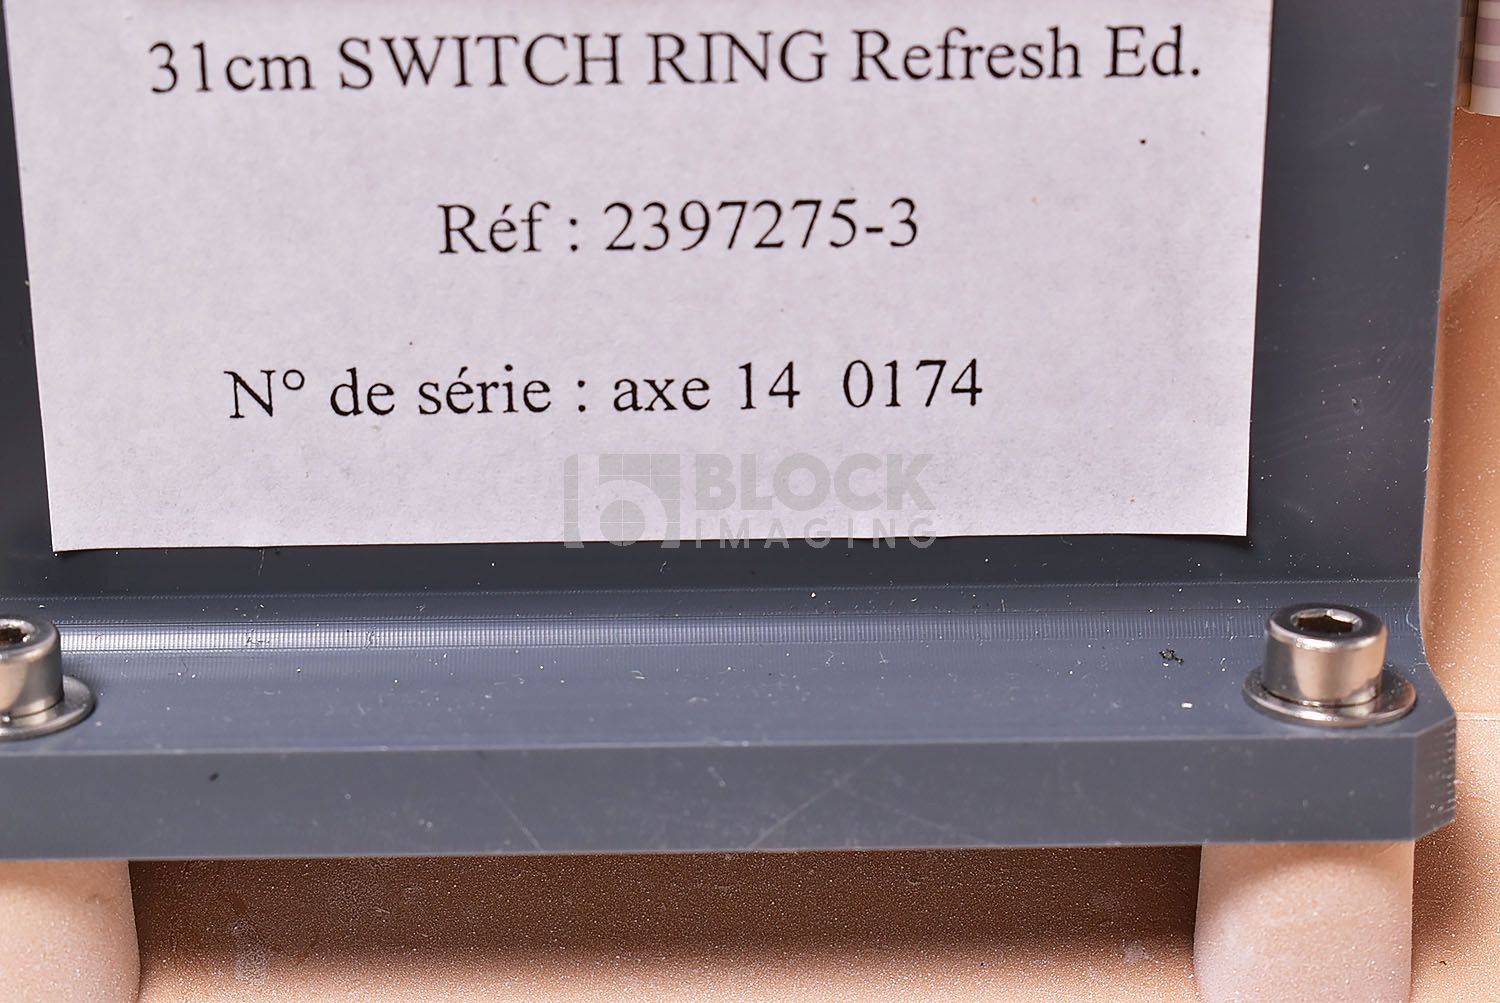 31cm SWITCH RING Refresh Ed.
Réf : 2397275-3
N° de série : axe 14 0174
BLOCK
IMAGING